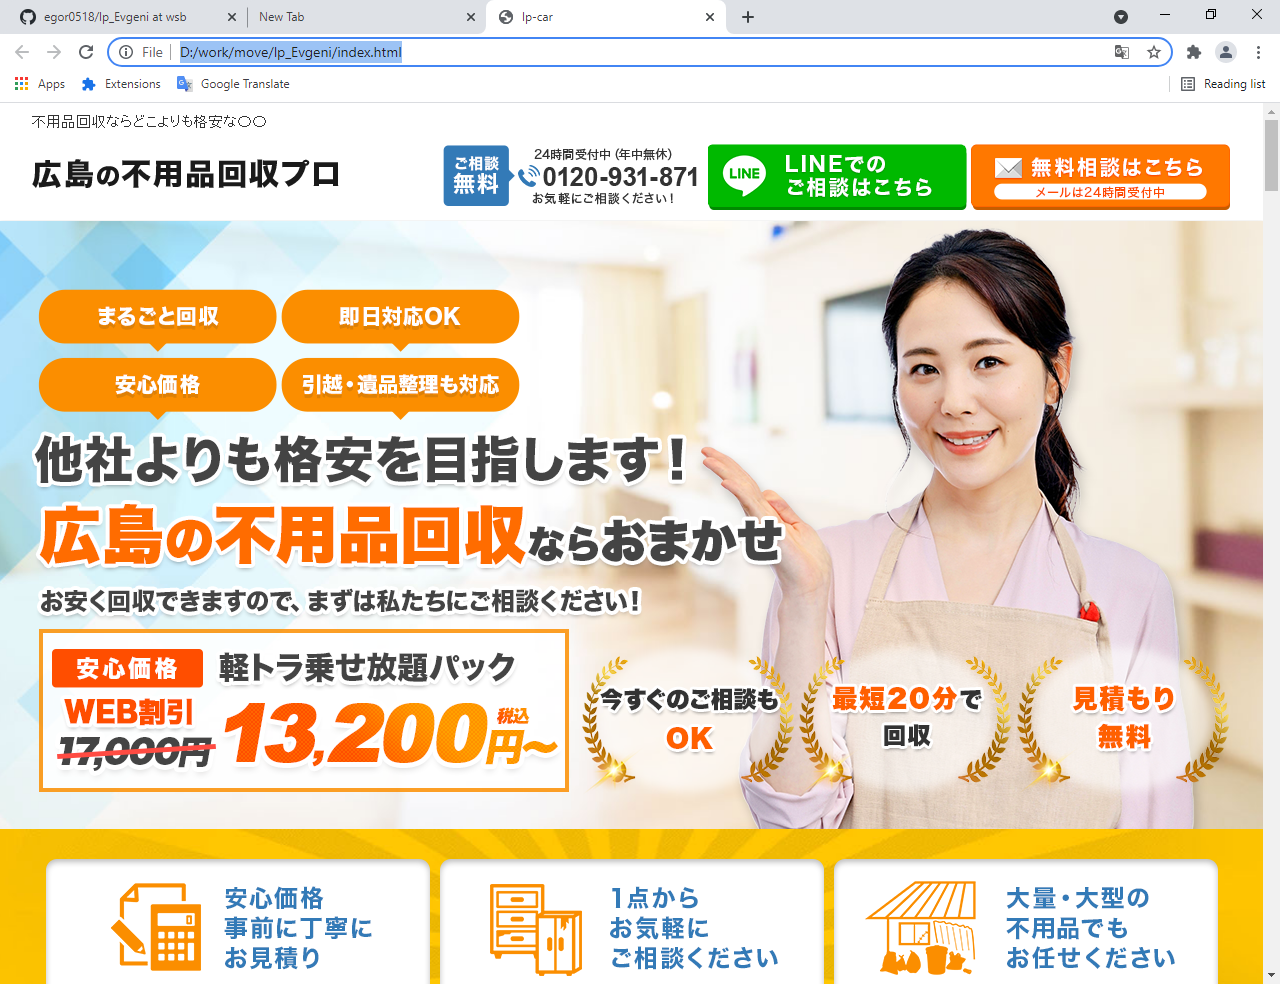 egor0518/lp_Evgeni at wsb
New Tab
lp-car
File
D:/work/move/lp_Evgeni/index.html
Apps
Extensions
Google Translate
Reading list
不用品回収ならどこよりも格安な〇〇
広島の不用品回収プロ
ご相談
無料
24時間受付中（年中無休）
0120-931-871
お気軽にご相談ください！
LINE
LINEでの
ご相談はこちら
無料相談はこちら
メールは24時間受付中
まるごと回収
即日対応OK
安心価格
引越・遺品整理も対応
他社よりも格安を目指します！
広島の不用品回収ならおまかせ
お安く回収できますので、まずは私たちにご相談ください！
安心価格
軽トラ乗せ放題パック
WEB割引
17,000円
13,200円～
税込
今すぐのご相談も
OK
最短20分で
回収
見積もり
無料
安心価格
事前に丁寧に
お見積り
1点から
お気軽に
ご相談ください
大量・大型の
不用品でも
お任せください